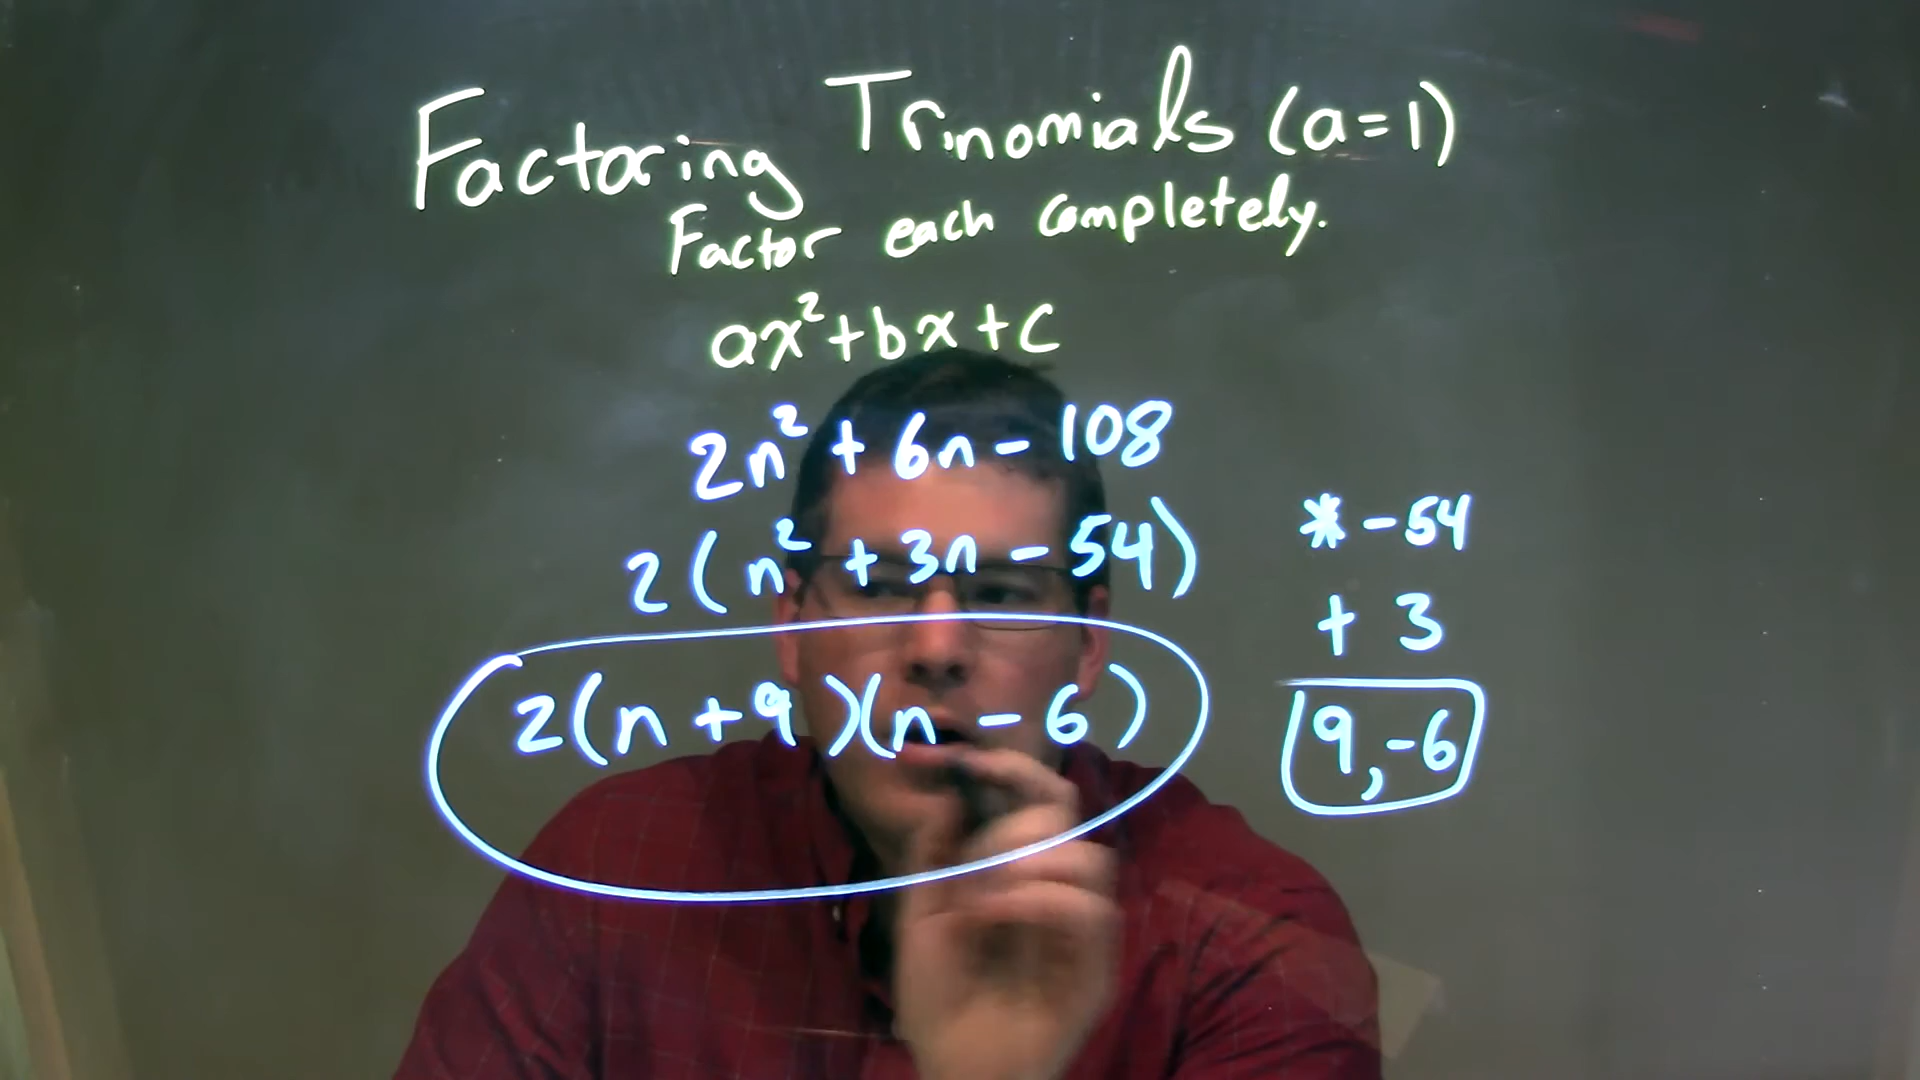 Factoring Trinomials (a=1)
Factor each completely.
ax²+bx+c
2n² + 6n - 108
2(n² + 3n - 54)
2(n+9)(n-6)
* -54
+ 3
9, -6